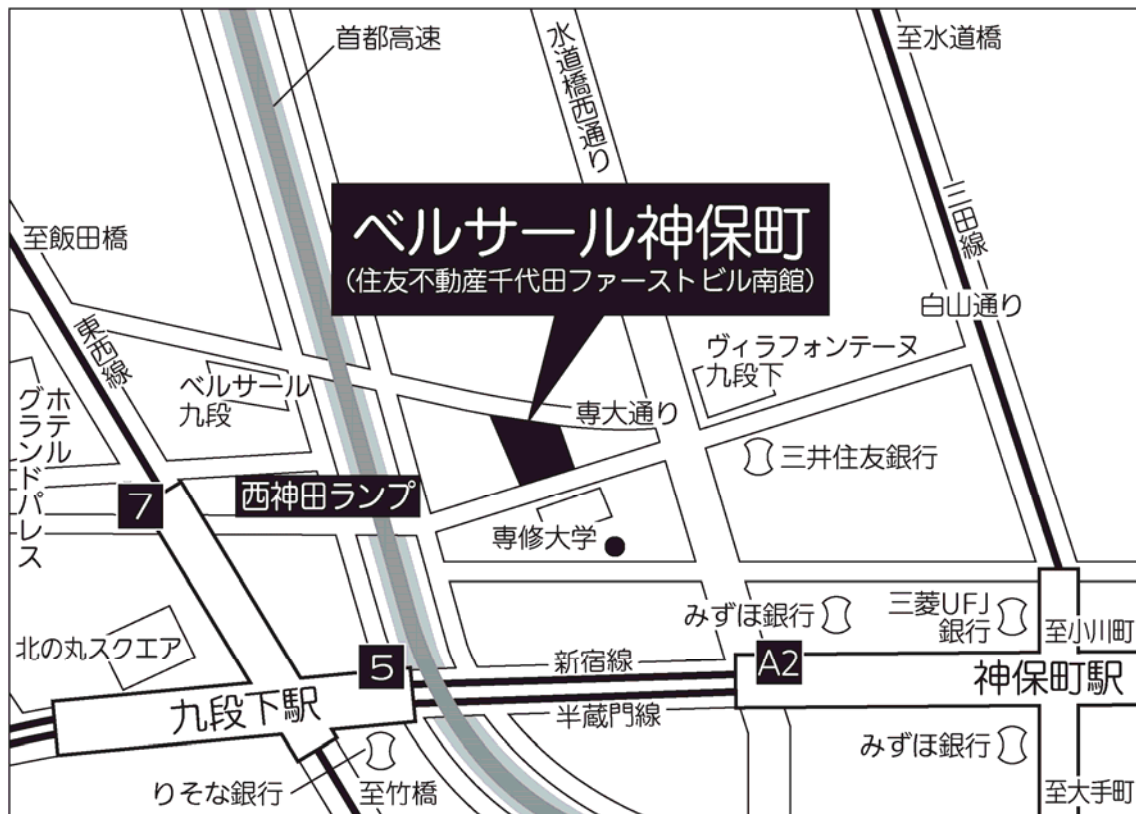 首都高速
水道橋西通り
至水道橋
三田線
ベルサール神保町
(住友不動産千代田ファーストビル南館)
至飯田橋
東西線
白山通り
ヴィラフォンテーヌ
九段下
ベルサール
九段
ホテル
グランドパレス
専大通り
三井住友銀行
7
西神田ランプ
専修大学
みずほ銀行
三菱UFJ
銀行
至小川町
北の丸スクエア
5
新宿線
A2
神保町駅
九段下駅
半蔵門線
みずほ銀行
りそな銀行
至竹橋
至大手町